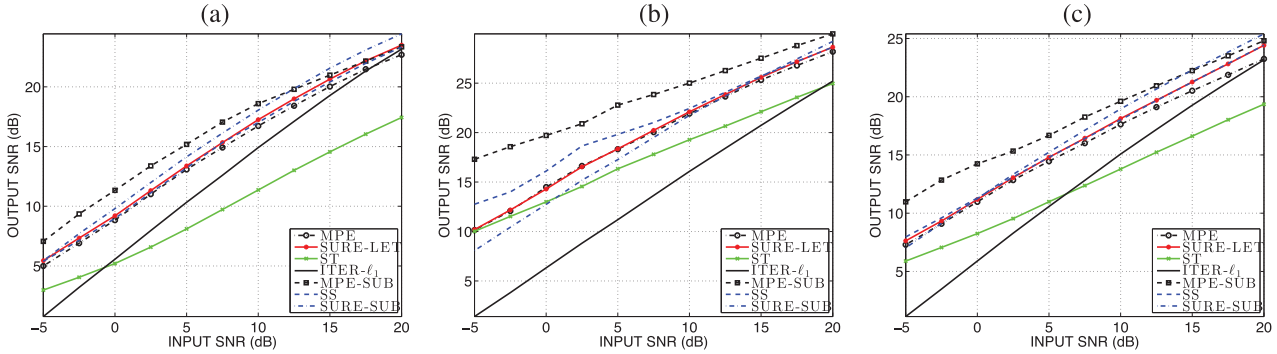 (a)
OUTPUT SNR (dB)
20
15
10
5
−5
0
5
10
15
20
INPUT SNR (dB)
MPE
SURE-LET
ST
ITER-ℓ1
MPE-SUB
SS
SURE-SUB
(b)
OUTPUT SNR (dB)
25
20
15
10
5
−5
0
5
10
15
20
INPUT SNR (dB)
MPE
SURE-LET
ST
ITER-ℓ1
MPE-SUB
SS
SURE-SUB
(c)
OUTPUT SNR (dB)
25
20
15
10
5
−5
0
5
10
15
20
INPUT SNR (dB)
MPE
SURE-LET
ST
ITER-ℓ1
MPE-SUB
SS
SURE-SUB